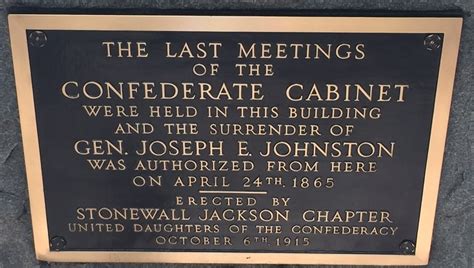 THE LAST MEETINGS
OF THE
CONFEDERATE CABINET
WERE HELD IN THIS BUILDING
AND THE SURRENDER OF
GEN. JOSEPH E. JOHNSTON
WAS AUTHORIZED FROM HERE
ON APRIL 24TH, 1865
ERECTED BY
STONEWALL JACKSON CHAPTER
UNITED DAUGHTERS OF THE CONFEDERACY
OCTOBER 6TH 1915